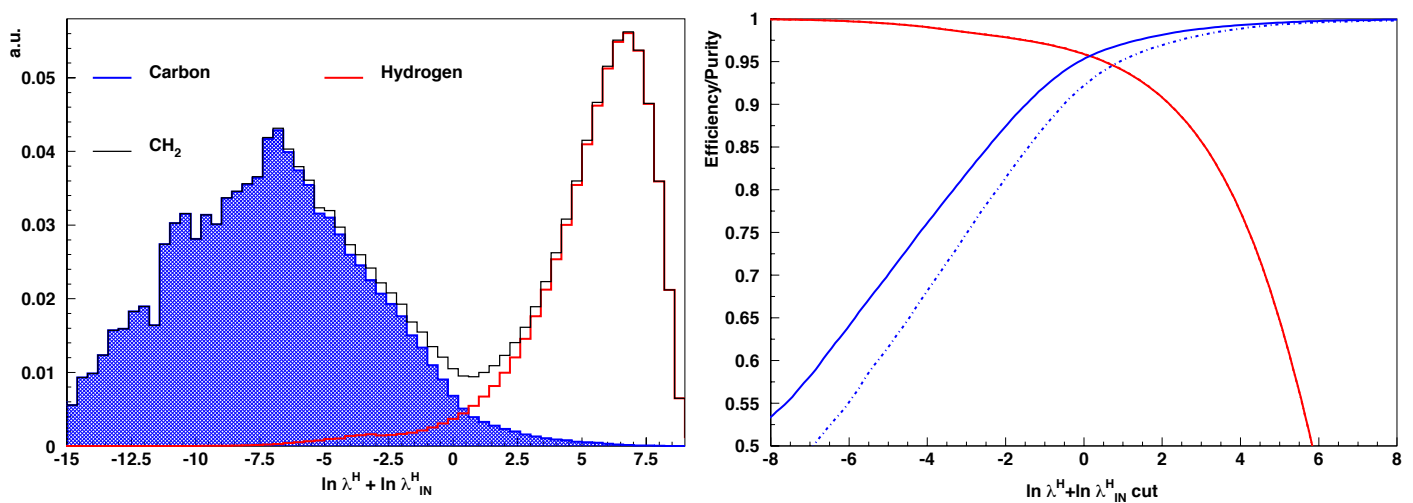 a.u.
0.05
0.04
0.03
0.02
0.01
0
Carbon
Hydrogen
CH₂
-15 -12.5 -10 -7.5 -5 -2.5 0 2.5 5 7.5
ln λᴴ + ln λᴴ_IN
Efficiency/Purity
1
0.95
0.9
0.85
0.8
0.75
0.7
0.65
0.6
0.55
0.5
-8 -6 -4 -2 0 2 4 6 8
ln λᴴ+ln λᴴ_IN cut